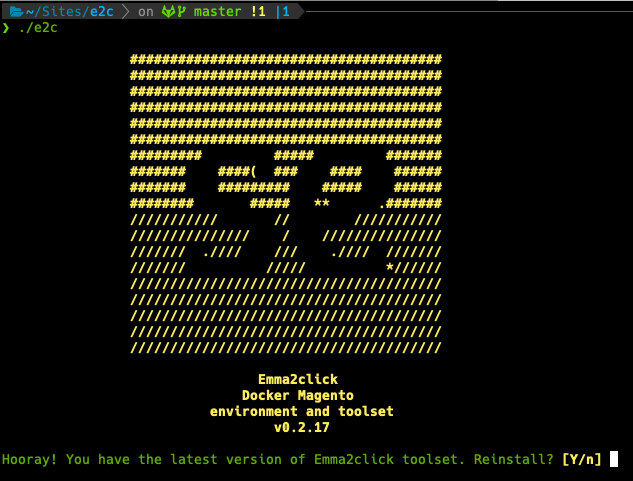 ~/Sites/e2c > on master !1 |1
❯ ./e2c
#######################################
#######################################
#######################################
#######################################
#######################################
#######################################
#########         #####         #######
#######    ####(  ###    ####    ######
#######    #########    #####    ######
########       #####   **      .#######
///////////       //        ///////////
///////////////    /    ///////////////
///////  .////    ///    .////  ///////
///////          /////          *//////
///////////////////////////////////////
///////////////////////////////////////
///////////////////////////////////////
///////////////////////////////////////
///////////////////////////////////////
Emma2click
Docker Magento
environment and toolset
v0.2.17
Hooray! You have the latest version of Emma2click toolset. Reinstall? [Y/n]